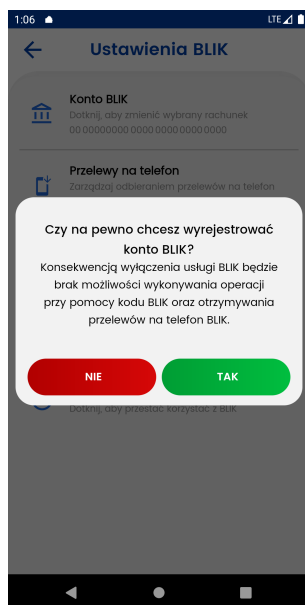 1:06 LTE
Ustawienia BLIK
Konto BLIK
Dotknij, aby zmienić wybrany rachunek
00 00000000 0000 0000 0000 0000
Przelewy na telefon
Zarządzaj odbieraniem przelewów na telefon
Czy na pewno chcesz wyrejestrować
konto BLIK?
Konsekwencją wyłączenia usługi BLIK będzie
brak możliwości wykonywania operacji
przy pomocy kodu BLIK oraz otrzymywania
przelewów na telefon BLIK.
NIE TAK
Dotknij, aby przestać korzystać z BLIK